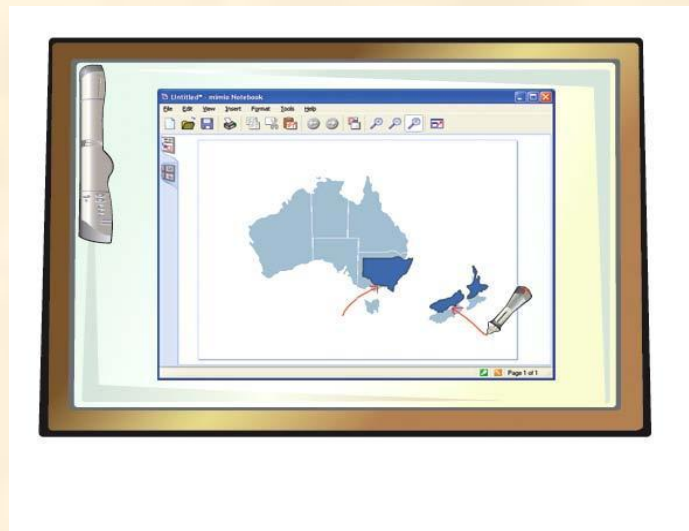 Untitled* - mimio Notebook
File Edit View Insert Format Tools Help
Page 1 of 1